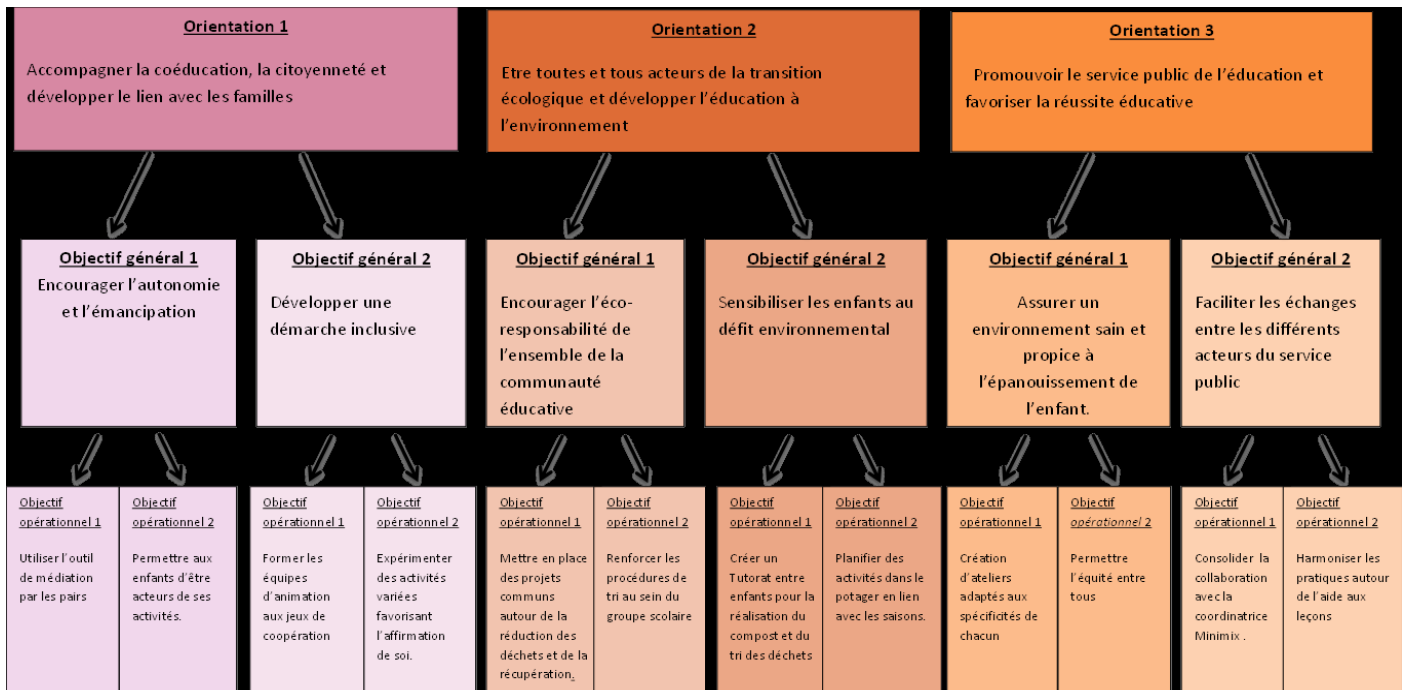 Orientation 1
Accompagner la coéducation, la citoyenneté et
développer le lien avec les familles
Orientation 2
Etre toutes et tous acteurs de la transition
écologique et développer l'éducation à
l'environnement
Orientation 3
Promouvoir le service public de l'éducation et
favoriser la réussite éducative
Objectif général 1
Encourager l'autonomie
et l'émancipation
Objectif général 2
Développer une
démarche inclusive
Objectif général 1
Encourager l'éco-
responsabilité de
l'ensemble de la
communauté
éducative
Objectif général 2
Sensibiliser les enfants au
défit environnemental
Objectif général 1
Assurer un
environnement sain et
propice à
l'épanouissement de
l'enfant.
Objectif général 2
Faciliter les échanges
entre les différents
acteurs du service
public
Objectif
opérationnel 1
Utiliser l'outil
de médiation
par les pairs
Objectif
opérationnel 2
Permettre aux
enfants d'être
acteurs de ses
activités.
Objectif
opérationnel 1
Former les
équipes
d'animation
aux jeux de
coopération
Objectif
opérationnel 2
Expérimenter
des activités
variées
favorisant
l'affirmation
de soi.
Objectif
opérationnel 1
Mettre en place
des projets
communs
autour de la
réduction des
déchets et de la
récupération.
Objectif
opérationnel 2
Renforcer les
procédures de
tri au sein du
groupe scolaire
Objectif
opérationnel 1
Créer un
Tutorat entre
enfants pour la
réalisation du
compost et du
tri des déchets
Objectif
opérationnel 2
Planifier des
activités dans le
potager en lien
avec les saisons.
Objectif
opérationnel 1
Création
d'ateliers
adaptés aux
spécificités de
chacun
Objectif
opérationnel 2
Permettre
l'équité entre
tous
Objectif
opérationnel 1
Consolider la
collaboration
avec la
coordinatrice
Minimix .
Objectif
opérationnel 2
Harmoniser les
pratiques autour
de l'aide aux
leçons